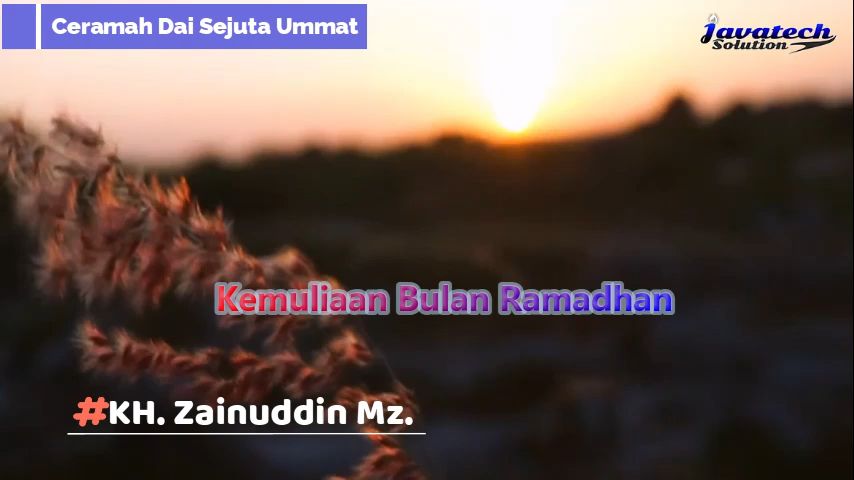 Ceramah Dai Sejuta Ummat
Javatech
Solution
Kemuliaan Bulan Ramadhan
#KH. Zainuddin Mz.